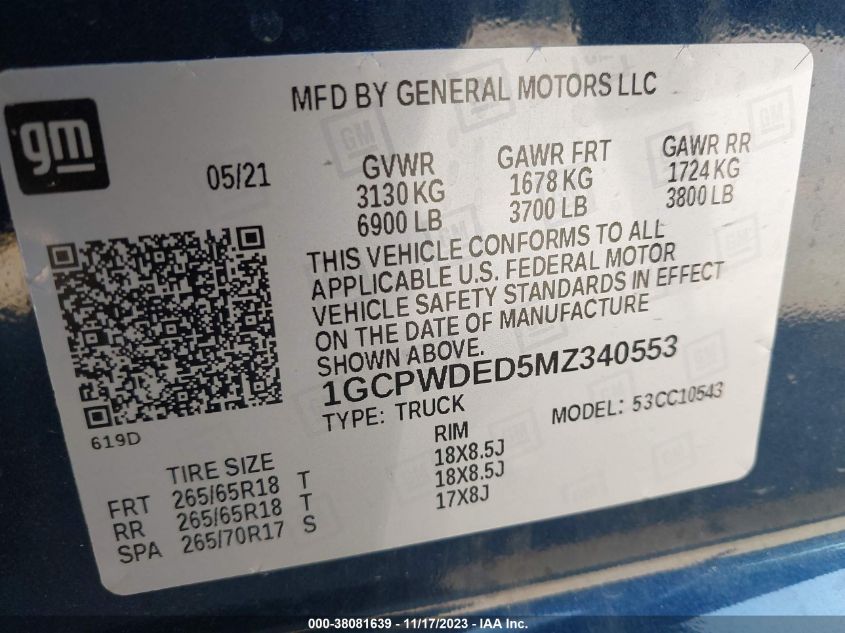 MFD BY GENERAL MOTORS LLC
gm
05/21
GVWR
3130 KG
6900 LB
GAWR FRT
1678 KG
3700 LB
GAWR RR
1724 KG
3800 LB
THIS VEHICLE CONFORMS TO ALL
APPLICABLE U.S. FEDERAL MOTOR
VEHICLE SAFETY STANDARDS IN EFFECT
ON THE DATE OF MANUFACTURE
SHOWN ABOVE.
1GCPWDED5MZ340553
TYPE: TRUCK
MODEL: 53CC10543
619D
TIRE SIZE
RIM
FRT 265/65R18 T 18X8.5J
RR 265/65R18 T 18X8.5J
SPA 265/70R17 S 17X8J
000-38081639 - 11/17/2023 - IAA Inc.